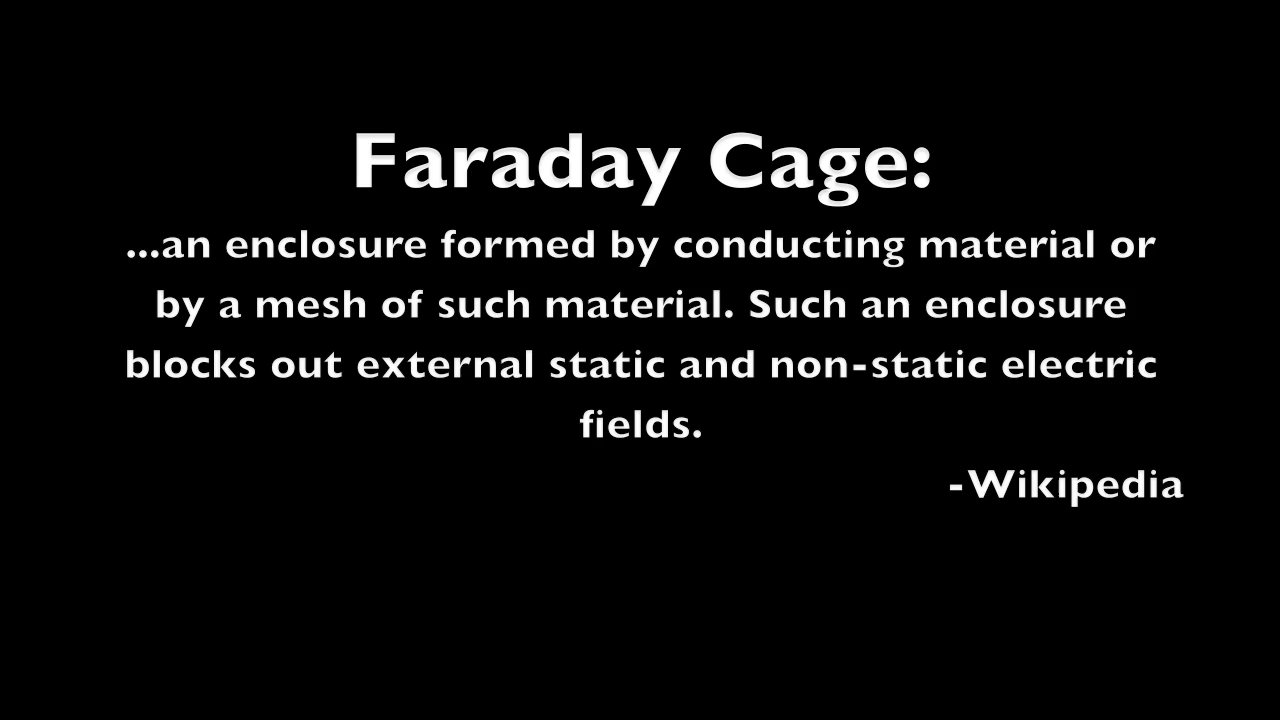 Faraday Cage:
...an enclosure formed by conducting material or
by a mesh of such material. Such an enclosure
blocks out external static and non-static electric
fields.
-Wikipedia